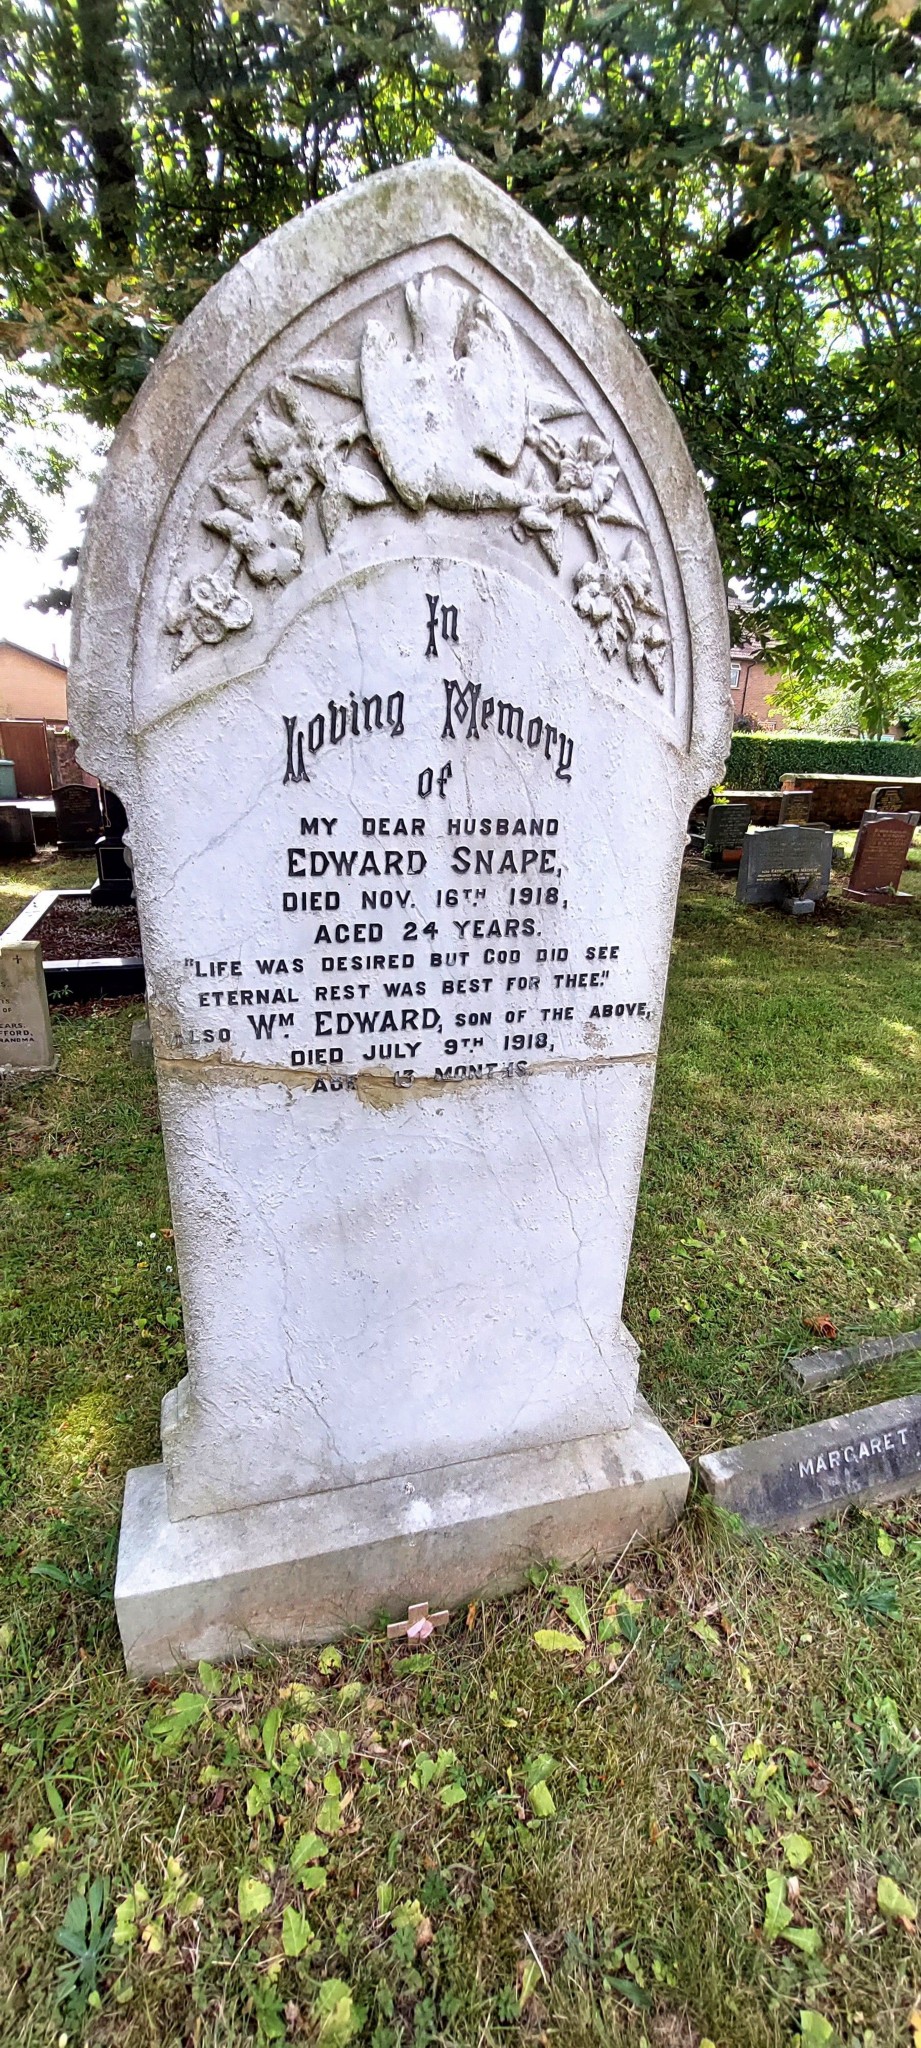 In
Loving Memory
of
MY DEAR HUSBAND
EDWARD SNAPE,
DIED NOV. 16TH 1918,
AGED 24 YEARS.
"LIFE WAS DESIRED BUT GOD DID SEE
ETERNAL REST WAS BEST FOR THEE."
ALSO WM EDWARD, SON OF THE ABOVE,
DIED JULY 9TH 1918,
13 MONTHS.
MARGARET